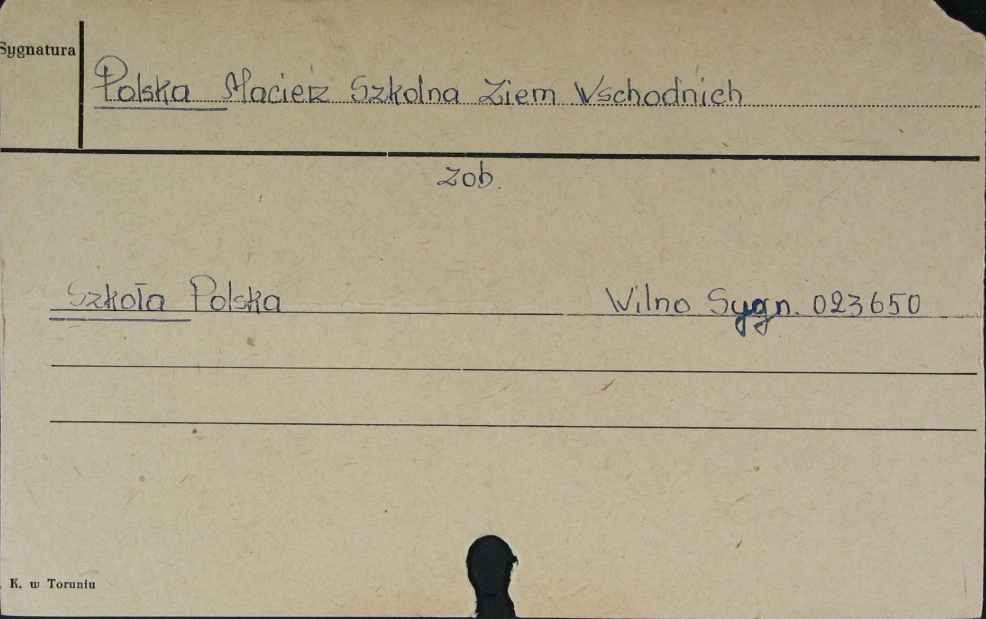 Sygnatura
Polska Macierz Szkolna Ziem Wschodnich
zob.
Szkoła Polska Wilno Sygn. 023650
K. w Toruniu